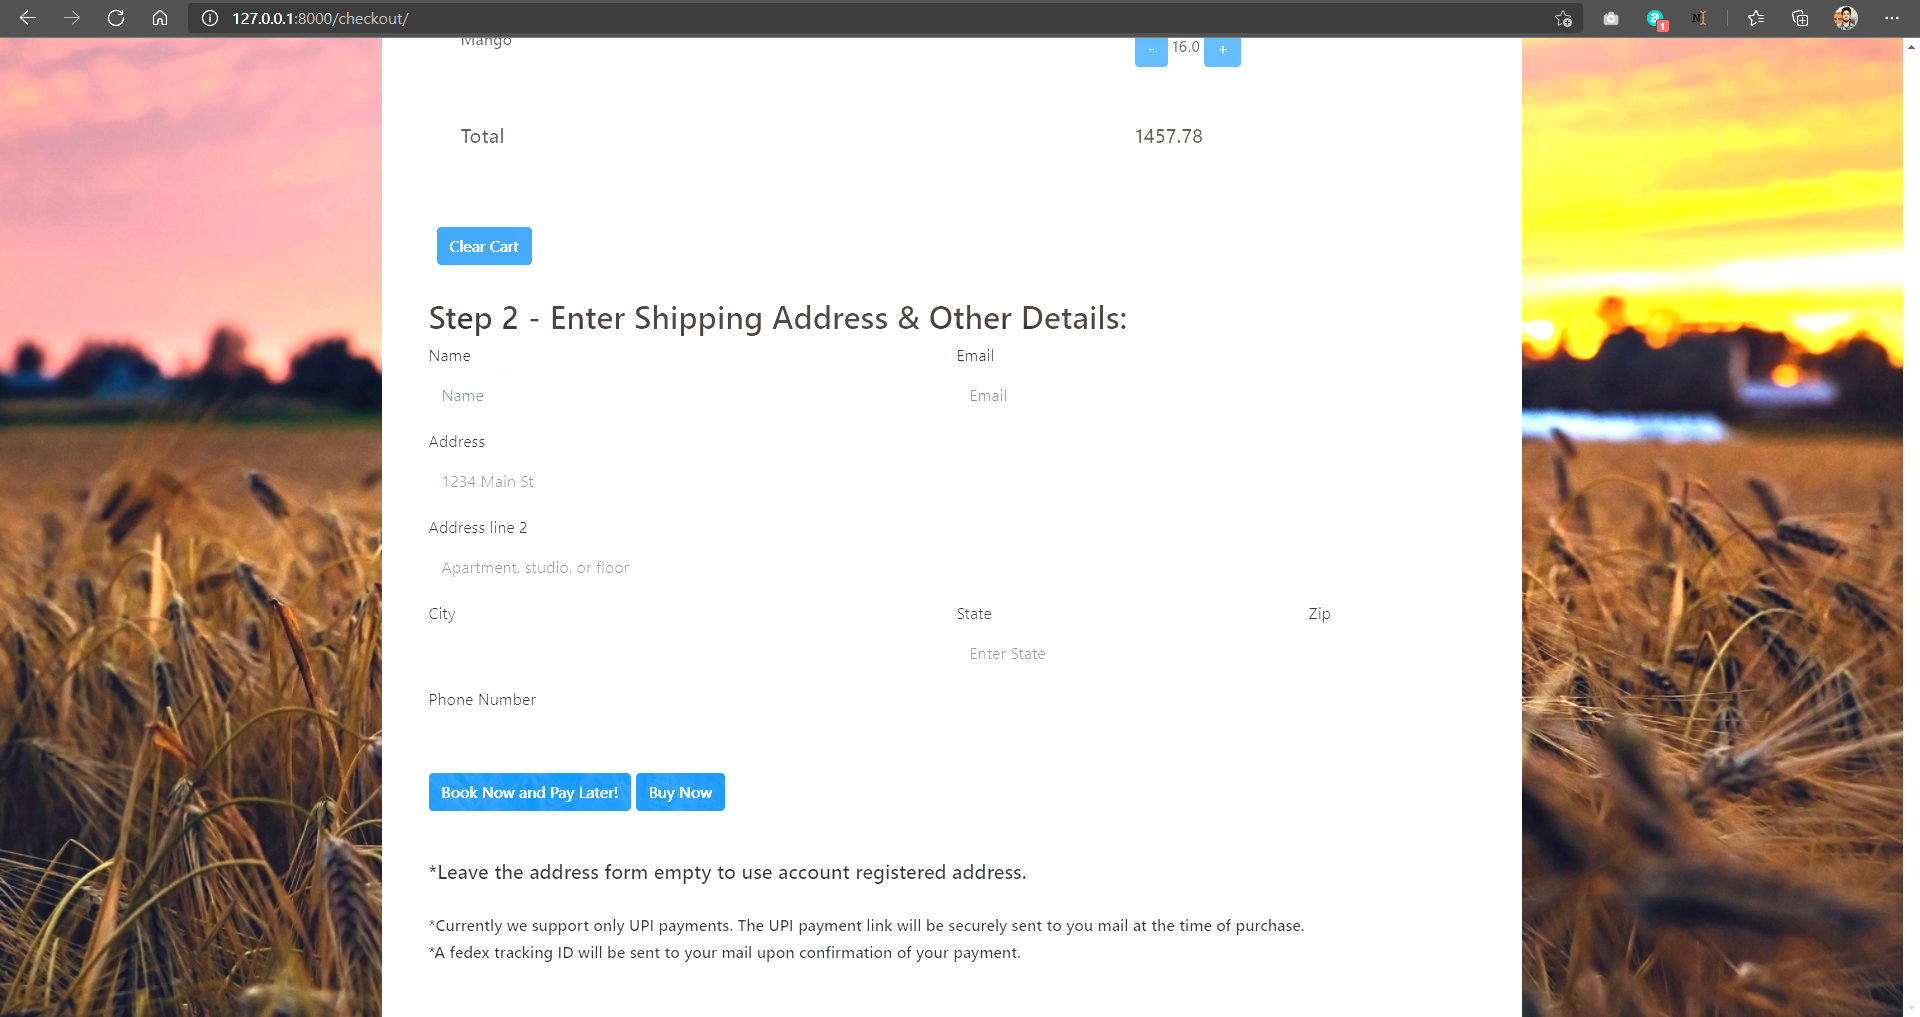 127.0.0.1:8000/checkout/
1
Mango
- 16.0 +
Total 1457.78
Clear Cart
Step 2 - Enter Shipping Address & Other Details:
Name Email
Name Email
Address
1234 Main St
Address line 2
Apartment, studio, or floor
City State Zip
Enter State
Phone Number
Book Now and Pay Later! Buy Now
*Leave the address form empty to use account registered address.
*Currently we support only UPI payments. The UPI payment link will be securely sent to you mail at the time of purchase.
*A fedex tracking ID will be sent to your mail upon confirmation of your payment.